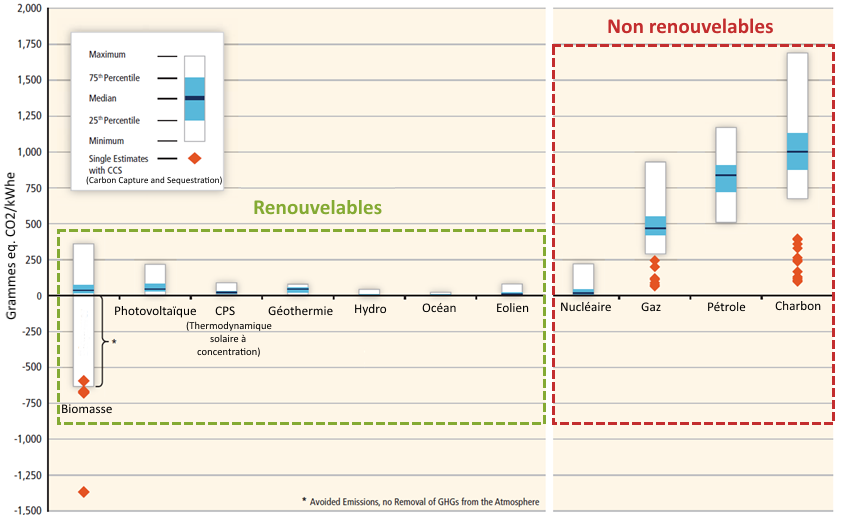 2,000
1,750
1,500
1,250
1,000
750
500
250
0
-250
-500
-750
-1,000
-1,250
-1,500
Grammes eq. CO2/kWhe
Maximum
75th Percentile
Median
25th Percentile
Minimum
Single Estimates
with CCS
(Carbon Capture and Sequestration)
Renouvelables
Non renouvelables
Biomasse
*
Photovoltaïque
CPS
(Thermodynamique
solaire à
concentration)
Géothermie
Hydro
Océan
Eolien
Nucléaire
Gaz
Pétrole
Charbon
* Avoided Emissions, no Removal of GHGs from the Atmosphere